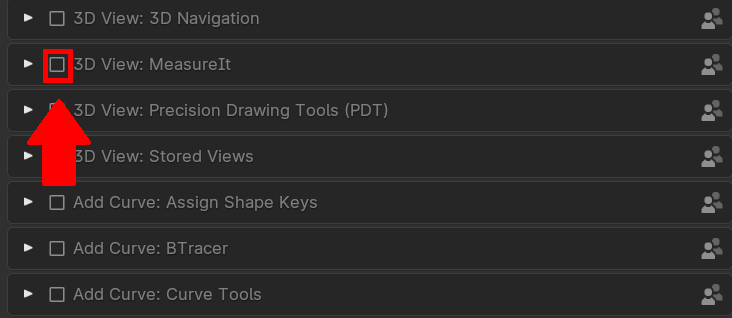 3D View: 3D Navigation
3D View: MeasureIt
3D View: Precision Drawing Tools (PDT)
3D View: Stored Views
Add Curve: Assign Shape Keys
Add Curve: BTracer
Add Curve: Curve Tools